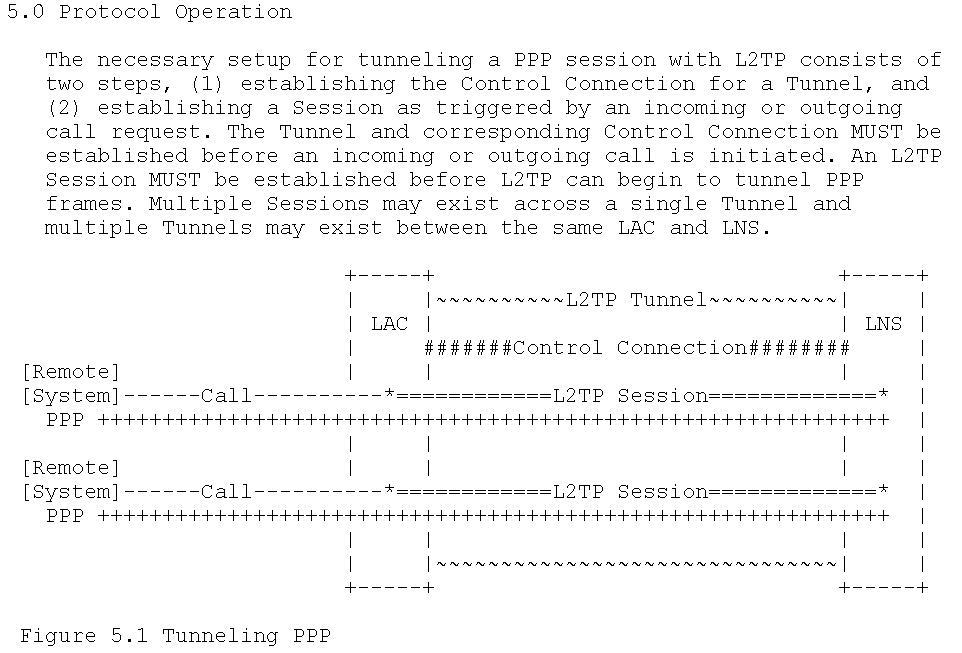 5.0 Protocol Operation

   The necessary setup for tunneling a PPP session with L2TP consists of
   two steps, (1) establishing the Control Connection for a Tunnel, and
   (2) establishing a Session as triggered by an incoming or outgoing
   call request. The Tunnel and corresponding Control Connection MUST be
   established before an incoming or outgoing call is initiated. An L2TP
   Session MUST be established before L2TP can begin to tunnel PPP
   frames. Multiple Sessions may exist across a single Tunnel and
   multiple Tunnels may exist between the same LAC and LNS.

                          +-----+                               +-----+
                          |     |~~~~~~~~~~L2TP Tunnel~~~~~~~~~~|     |
                          | LAC |                               | LNS |
                          |     #######Control Connection########     |
 [Remote]                 |     |                               |     |
 [System]------Call----------*============L2TP Session=============*  |
   PPP +++++++++++++++++++++++++++++++++++++++++++++++++++++++++++++  |
                          |     |                               |     |
 [Remote]                 |     |                               |     |
 [System]------Call----------*============L2TP Session=============*  |
   PPP +++++++++++++++++++++++++++++++++++++++++++++++++++++++++++++  |
                          |     |                               |     |
                          |     |~~~~~~~~~~~~~~~~~~~~~~~~~~~~~~~|     |
                          +-----+                               +-----+

 Figure 5.1 Tunneling PPP